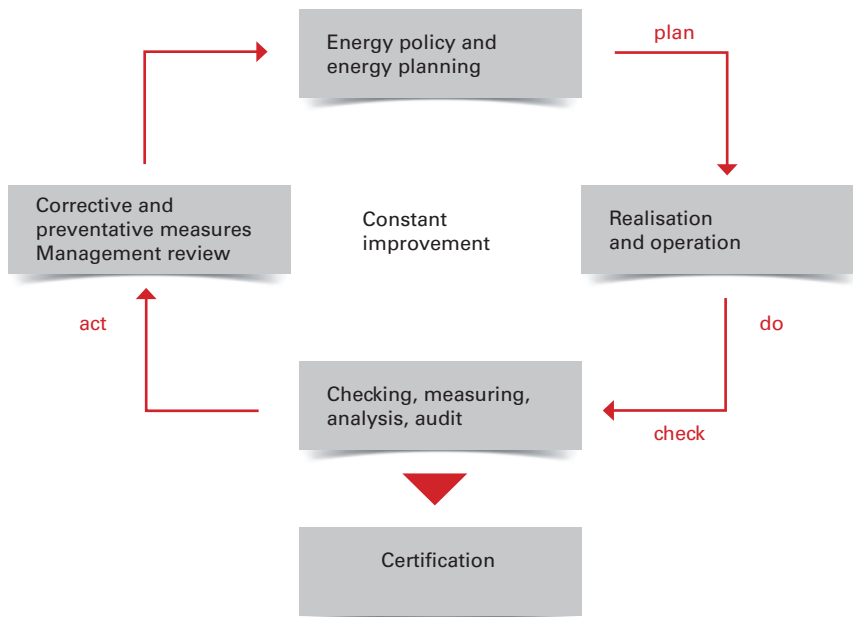 Energy policy and
energy planning
plan
Corrective and
preventative measures
Management review
Constant
improvement
Realisation
and operation
act
do
Checking, measuring,
analysis, audit
check
Certification